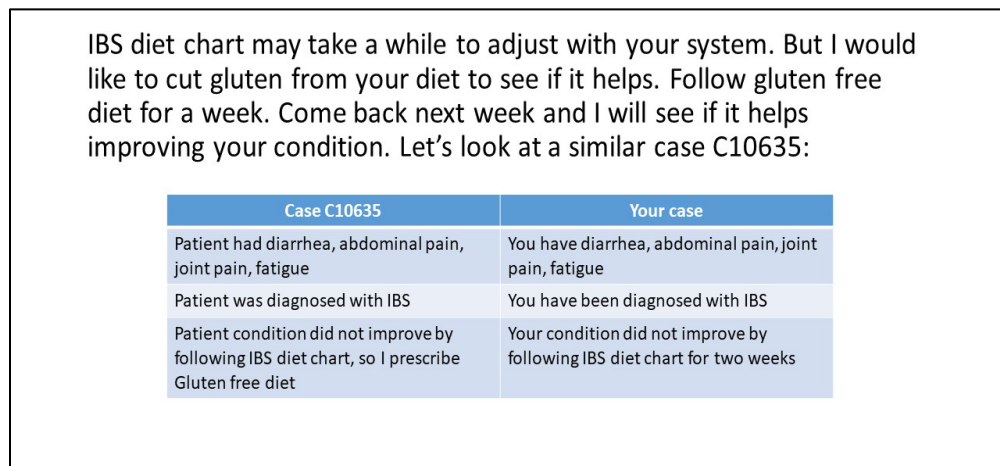 IBS diet chart may take a while to adjust with your system. But I would
like to cut gluten from your diet to see if it helps. Follow gluten free
diet for a week. Come back next week and I will see if it helps
improving your condition. Let’s look at a similar case C10635:
Case C10635
Your case
Patient had diarrhea, abdominal pain,
joint pain, fatigue
You have diarrhea, abdominal pain, joint
pain, fatigue
Patient was diagnosed with IBS
You have been diagnosed with IBS
Patient condition did not improve by
following IBS diet chart, so I prescribe
Gluten free diet
Your condition did not improve by
following IBS diet chart for two weeks